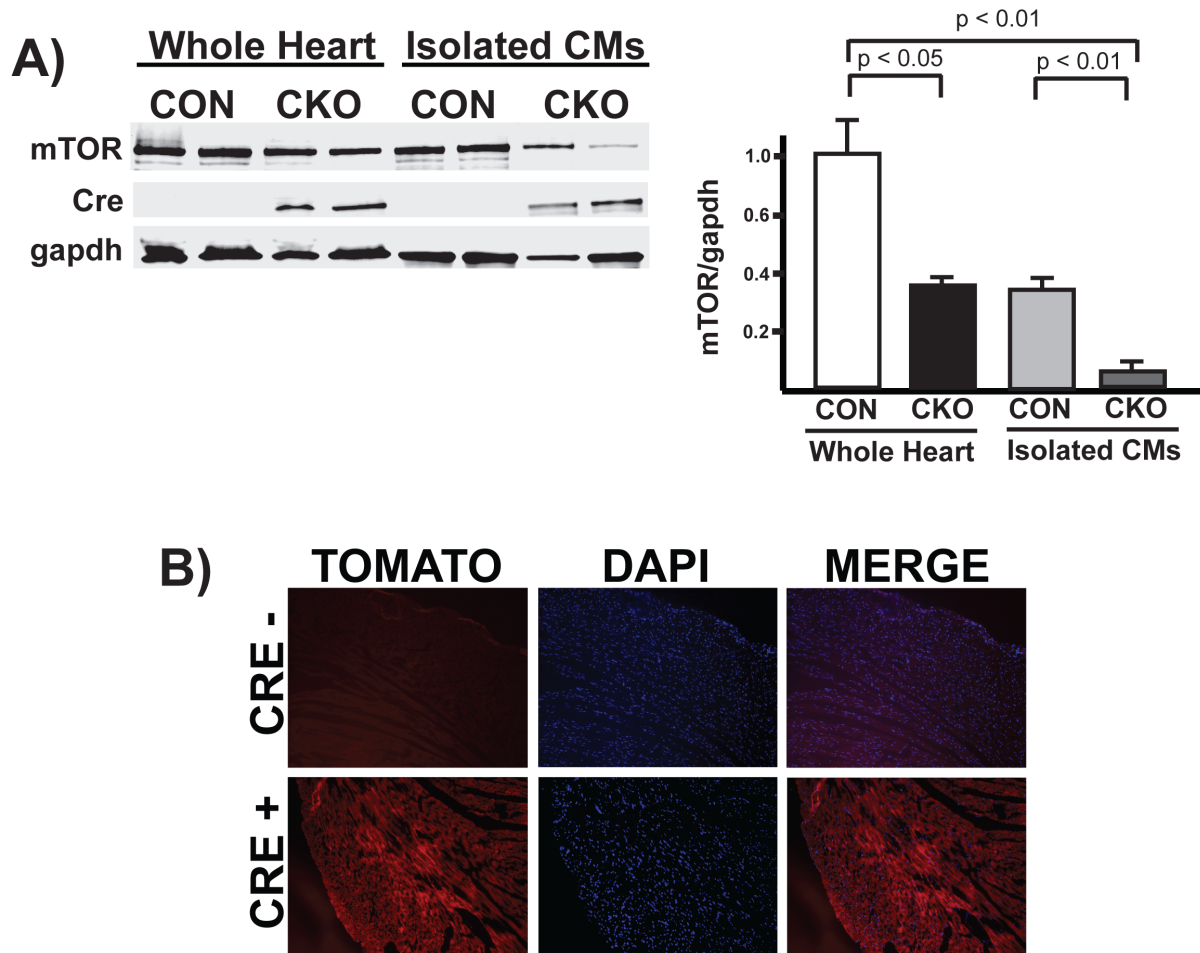 A)
Whole Heart Isolated CMs
CON CKO CON CKO
mTOR
Cre
gapdh
p < 0.01
p < 0.05 p < 0.01
mTOR/gapdh
1.0
0.6
0.4
0.2
CON CKO CON CKO
Whole Heart Isolated CMs
B)
TOMATO DAPI MERGE
CRE -
CRE +